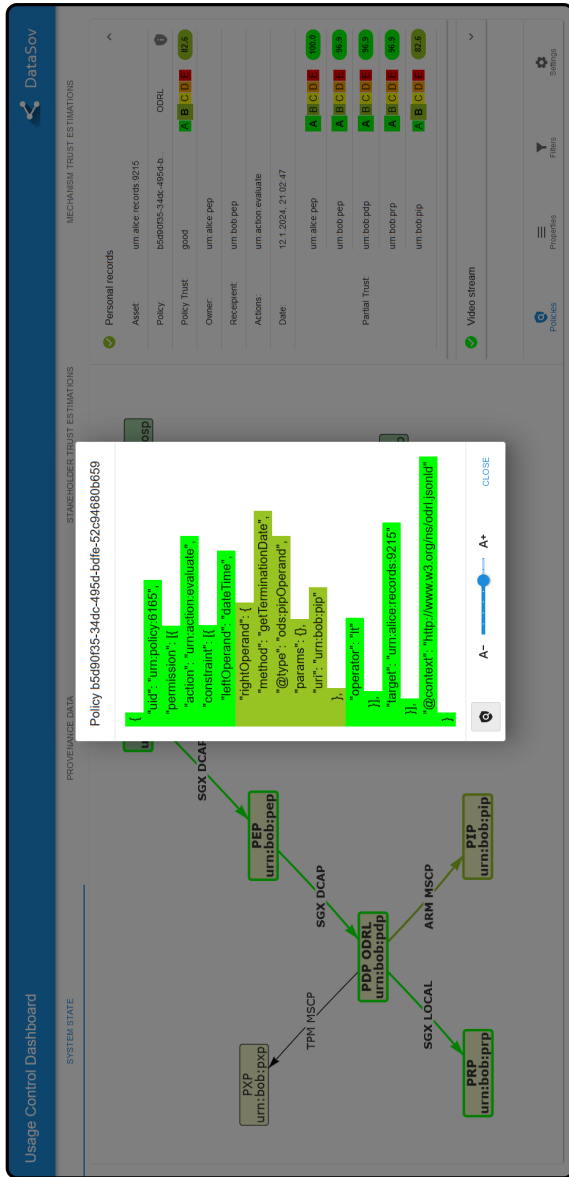 Usage Control Dashboard
DataSov
SYSTEM STATE
PROVENANCE DATA
STAKEHOLDER TRUST ESTIMATIONS
MECHANISM TRUST ESTIMATIONS
PXP
urn:bob:pxp
TPM MSCP
PRP
urn:bob:prp
SGX LOCAL
PDP ODRL
urn:bob:pdp
ARM MSCP
PIP
urn:bob:pip
SGX DCAP
PEP
urn:bob:pep
SGX DCAP
Policy b5d90f35-34dc-495d-bdfe-52c94680b659
{
"uid": "urn:policy:6165",
"permission": [{
"action": "urn:action:evaluate",
"constraint": [{
"leftOperand": "dateTime",
"rightOperand": {
"method": "getTerminationDate",
"@type": "ods:pipOperand",
"params": {},
"uri": "urn:bob:pip"
},
"operator": "lt"
}],
"target": "urn:alice:records:9215"
}],
"@context": "http://www.w3.org/ns/odrl.jsonld"
}
A-
A+
CLOSE
Personal records
Asset: urn:alice:records:9215
Policy: b5d90f35-34dc-495d-b... ODRL
Policy Trust: good A B C D E 82.6
Owner: urn:alice:pep
Receipient: urn:bob:pep
Actions: urn:action:evaluate
Date: 12.1.2024, 21:02:47
Partial Trust:
urn:alice:pep A B C D E 100.0
urn:bob:pep A B C D E 96.9
urn:bob:pdp A B C D E 96.9
urn:bob:prp A B C D E 96.9
urn:bob:pip A B C D E 82.6
Video stream
Policies
Properties
Filters
Settings